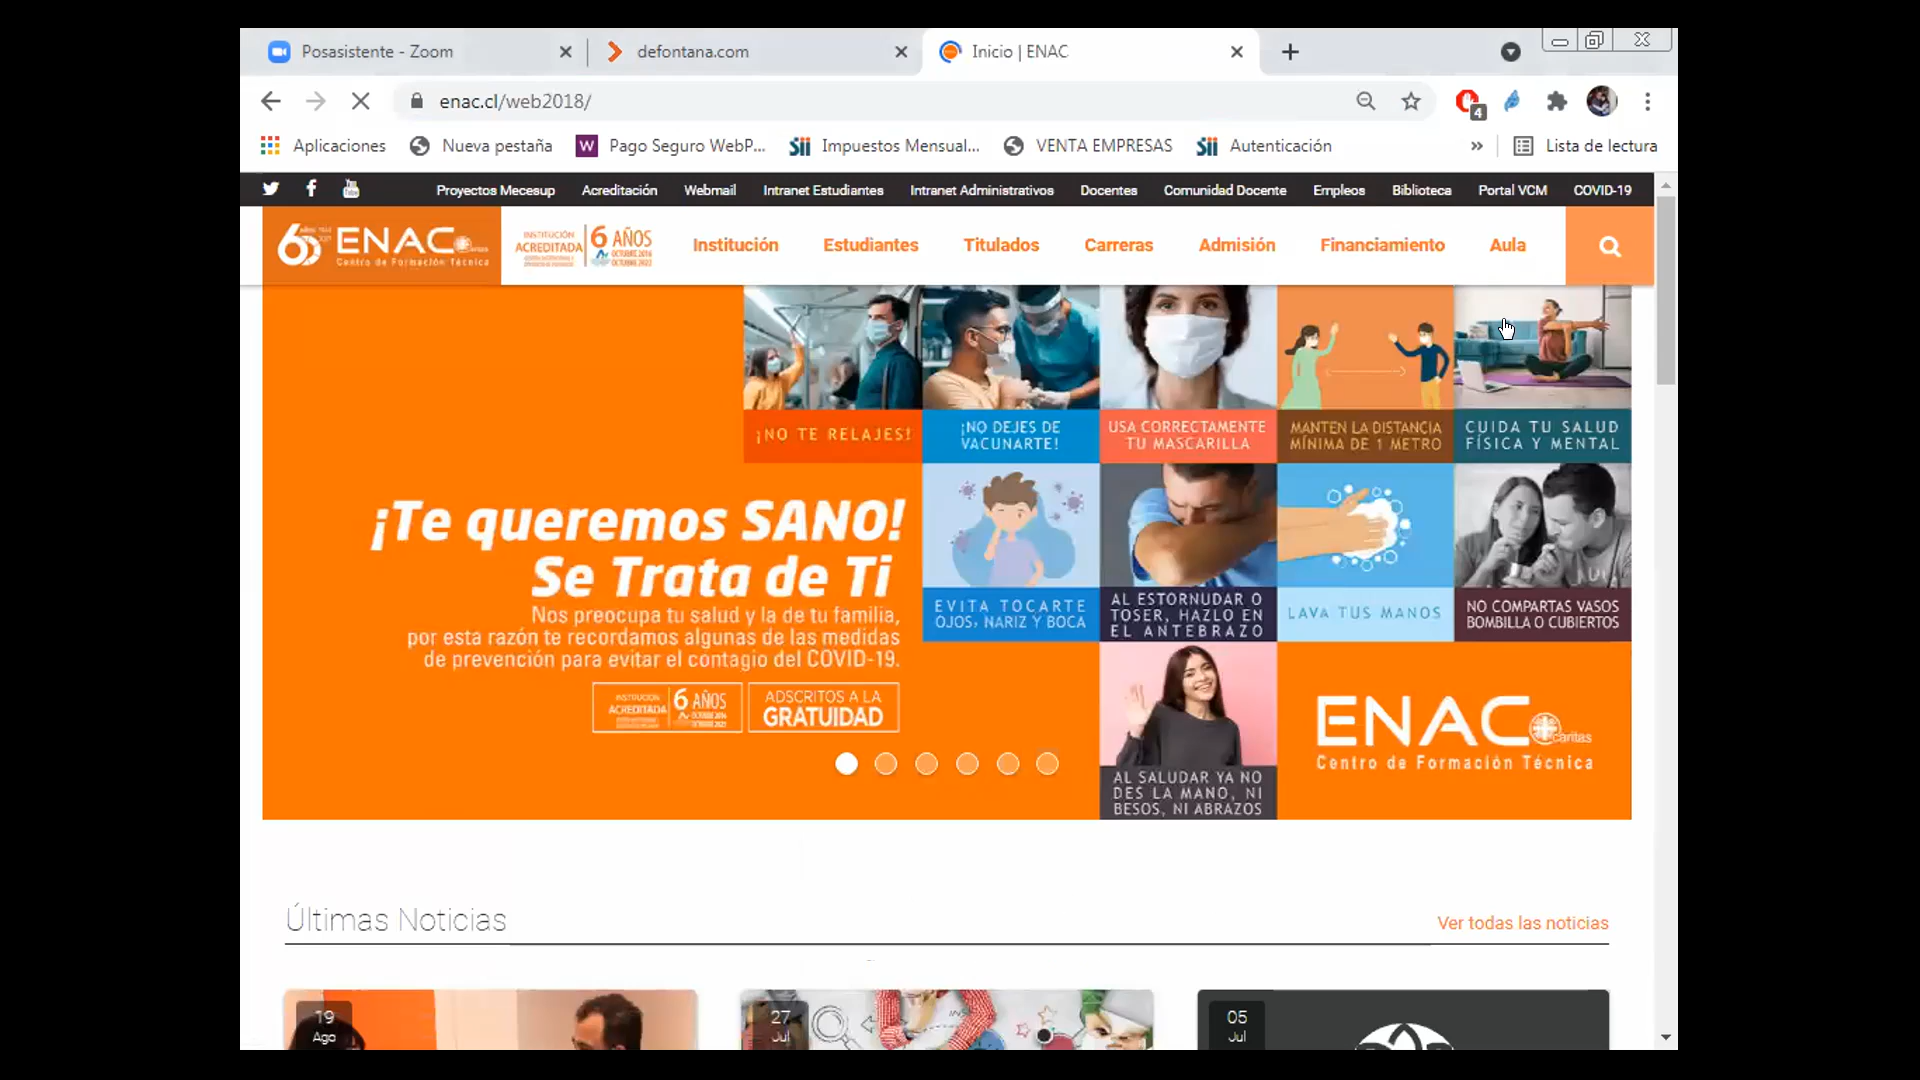 Posasistente - Zoom
defontana.com
Inicio | ENAC
enac.cl/web2018/
4
Aplicaciones
Nueva pestaña
W
Pago Seguro WebP...
Sii
Impuestos Mensual...
VENTA EMPRESAS
Sii
Autenticación
»
Lista de lectura
Proyectos Mecesup
Acreditación
Webmail
Intranet Estudiantes
Intranet Administrativos
Docentes
Comunidad Docente
Empleos
Biblioteca
Portal VCM
COVID-19
60
ENAC
Centro de Formación Técnica
INSTITUCIÓN
ACREDITADA
6 AÑOS
Institución
Estudiantes
Titulados
Carreras
Admisión
Financiamiento
Aula
¡NO TE RELAJES!
¡NO DEJES DE
VACUNARTE!
USA CORRECTAMENTE
TU MASCARILLA
MANTEN LA DISTANCIA
MÍNIMA DE 1 METRO
CUIDA TU SALUD
FÍSICA Y MENTAL
¡Te queremos SANO!
Se Trata de Ti
Nos preocupa tu salud y la de tu familia,
por esta razón te recordamos algunas de las medidas
de prevención para evitar el contagio del COVID-19.
EVITA TOCARTE
OJOS, NARIZ Y BOCA
AL ESTORNUDAR O
TOSER, HAZLO EN
EL ANTEBRAZO
LAVA TUS MANOS
NO COMPARTAS VASOS
BOMBILLA O CUBIERTOS
INSTITUCIÓN
ACREDITADA
6 AÑOS
ADSCRITOS A LA
GRATUIDAD
AL SALUDAR YA NO
DES LA MANO, NI
BESOS, NI ABRAZOS
ENAC
cáritas
Centro de Formación Técnica
Últimas Noticias
Ver todas las noticias
19
Ago
27
Jul
05
Jul